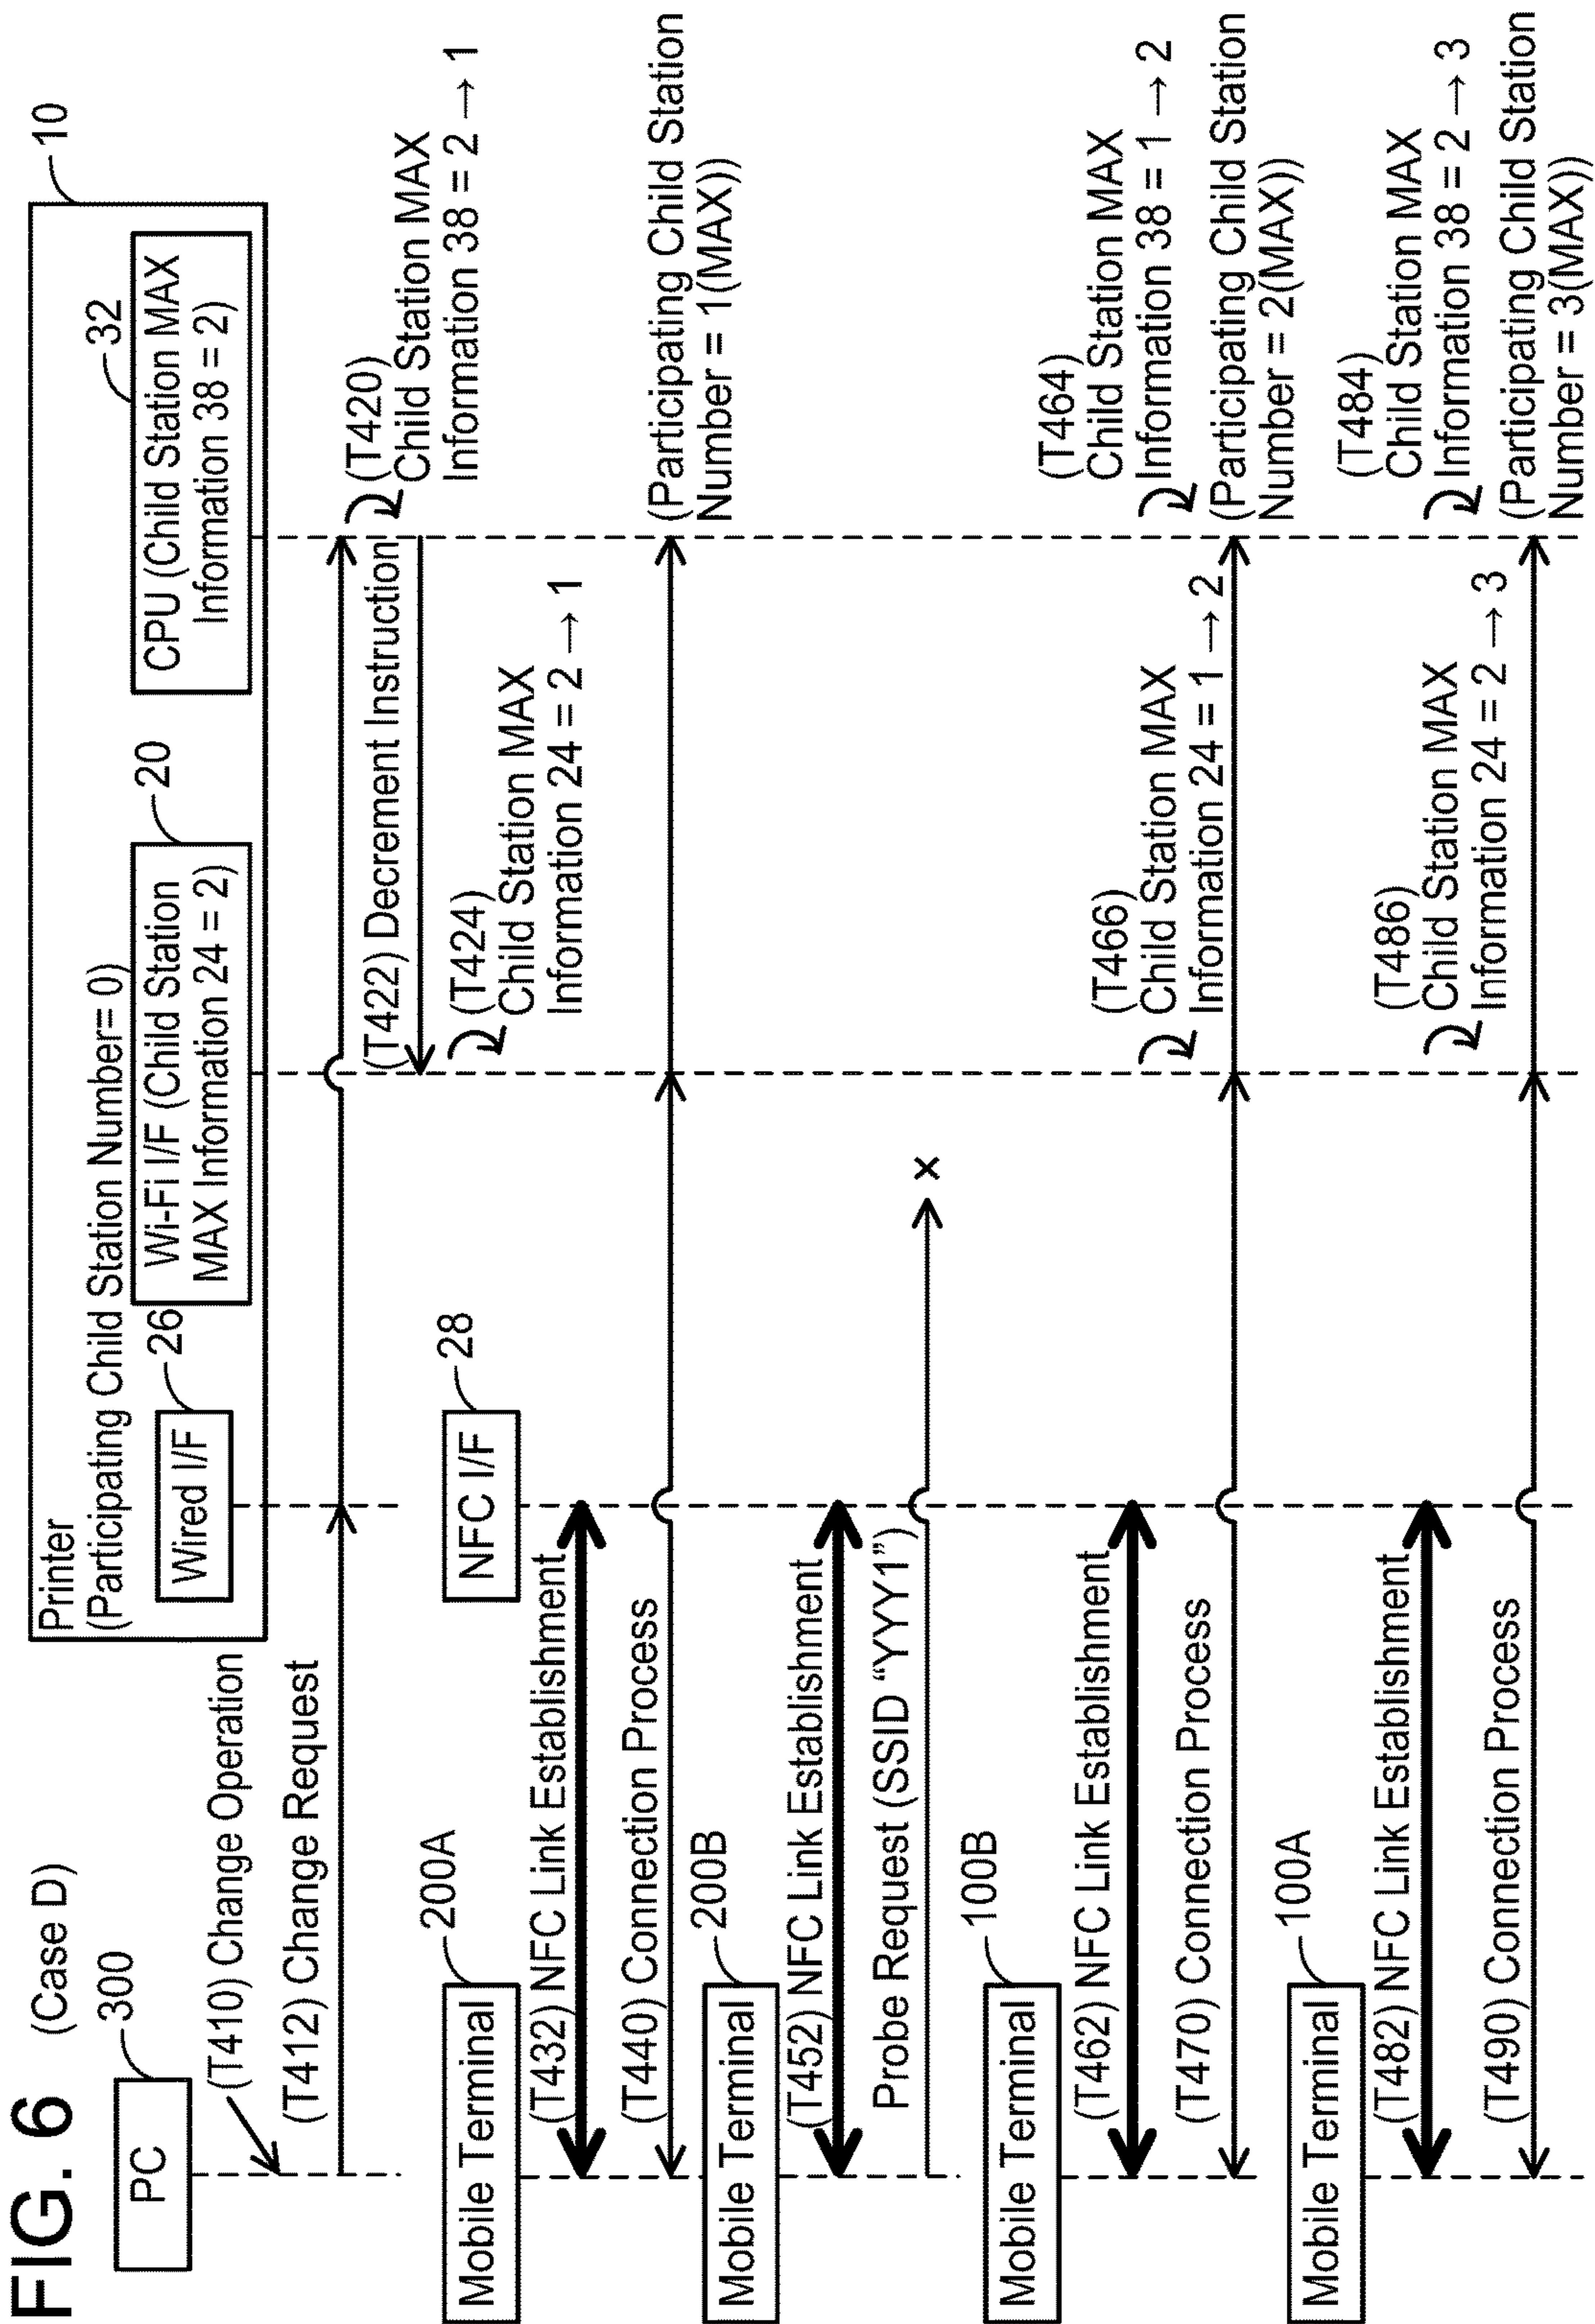 FIG. 6
(Case D)
Printer
(Participating Child Station Number= 0)
10
300
PC
26
Wired I/F
20
Wi-Fi I/F (Child Station
MAX Information 24 = 2)
32
CPU (Child Station MAX
Information 38 = 2)
(T410) Change Operation
(T412) Change Request
(T420)
Child Station MAX
Information 38 = 2 → 1
(T422) Decrement Instruction
(T424)
Child Station MAX
Information 24 = 2 → 1
200A
Mobile Terminal
28
NFC I/F
(T432) NFC Link Establishment
(T440) Connection Process
(Participating Child Station
Number = 1(MAX))
200B
Mobile Terminal
(T452) NFC Link Establishment
Probe Request (SSID “YYY1”)
×
100B
Mobile Terminal
(T462) NFC Link Establishment
(T464)
Child Station MAX
Information 38 = 1 → 2
(T466)
Child Station MAX
Information 24 = 1 → 2
(T470) Connection Process
(Participating Child Station
Number = 2(MAX))
100A
Mobile Terminal
(T482) NFC Link Establishment
(T484)
Child Station MAX
Information 38 = 2 → 3
(T486)
Child Station MAX
Information 24 = 2 → 3
(T490) Connection Process
(Participating Child Station
Number = 3(MAX))